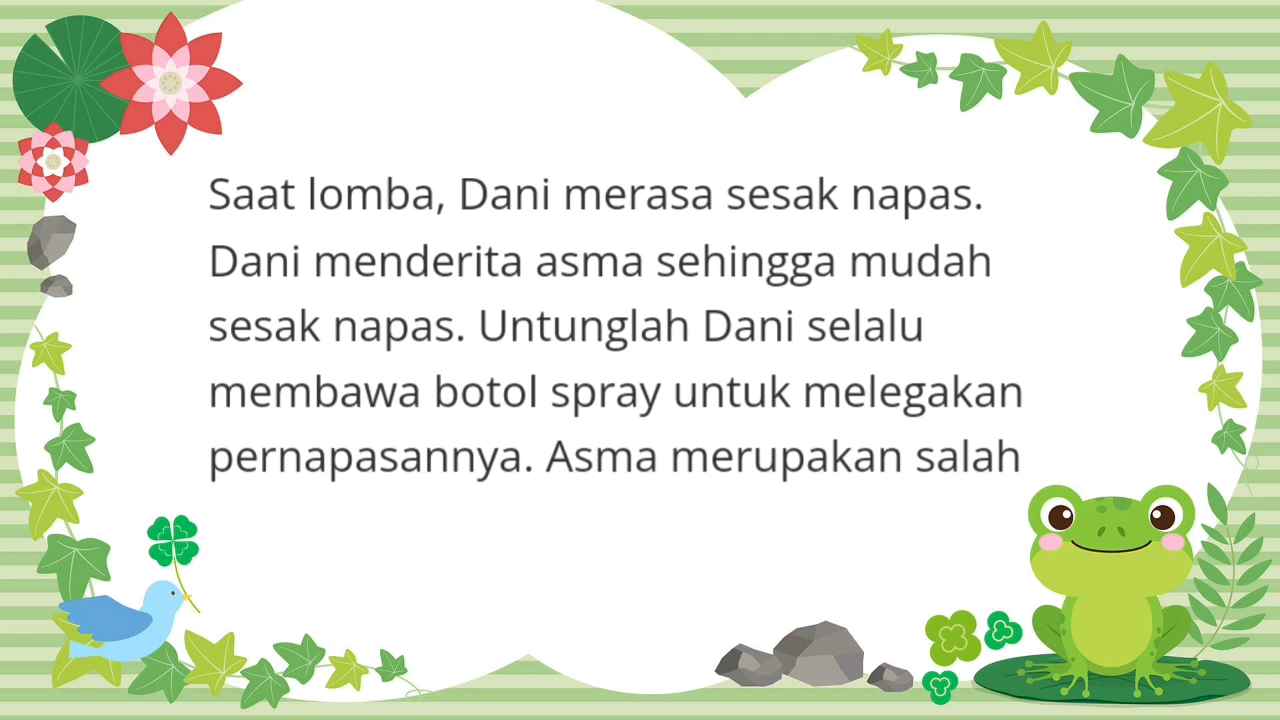 Saat lomba, Dani merasa sesak napas.
Dani menderita asma sehingga mudah
sesak napas. Untunglah Dani selalu
membawa botol spray untuk melegakan
pernapasannya. Asma merupakan salah